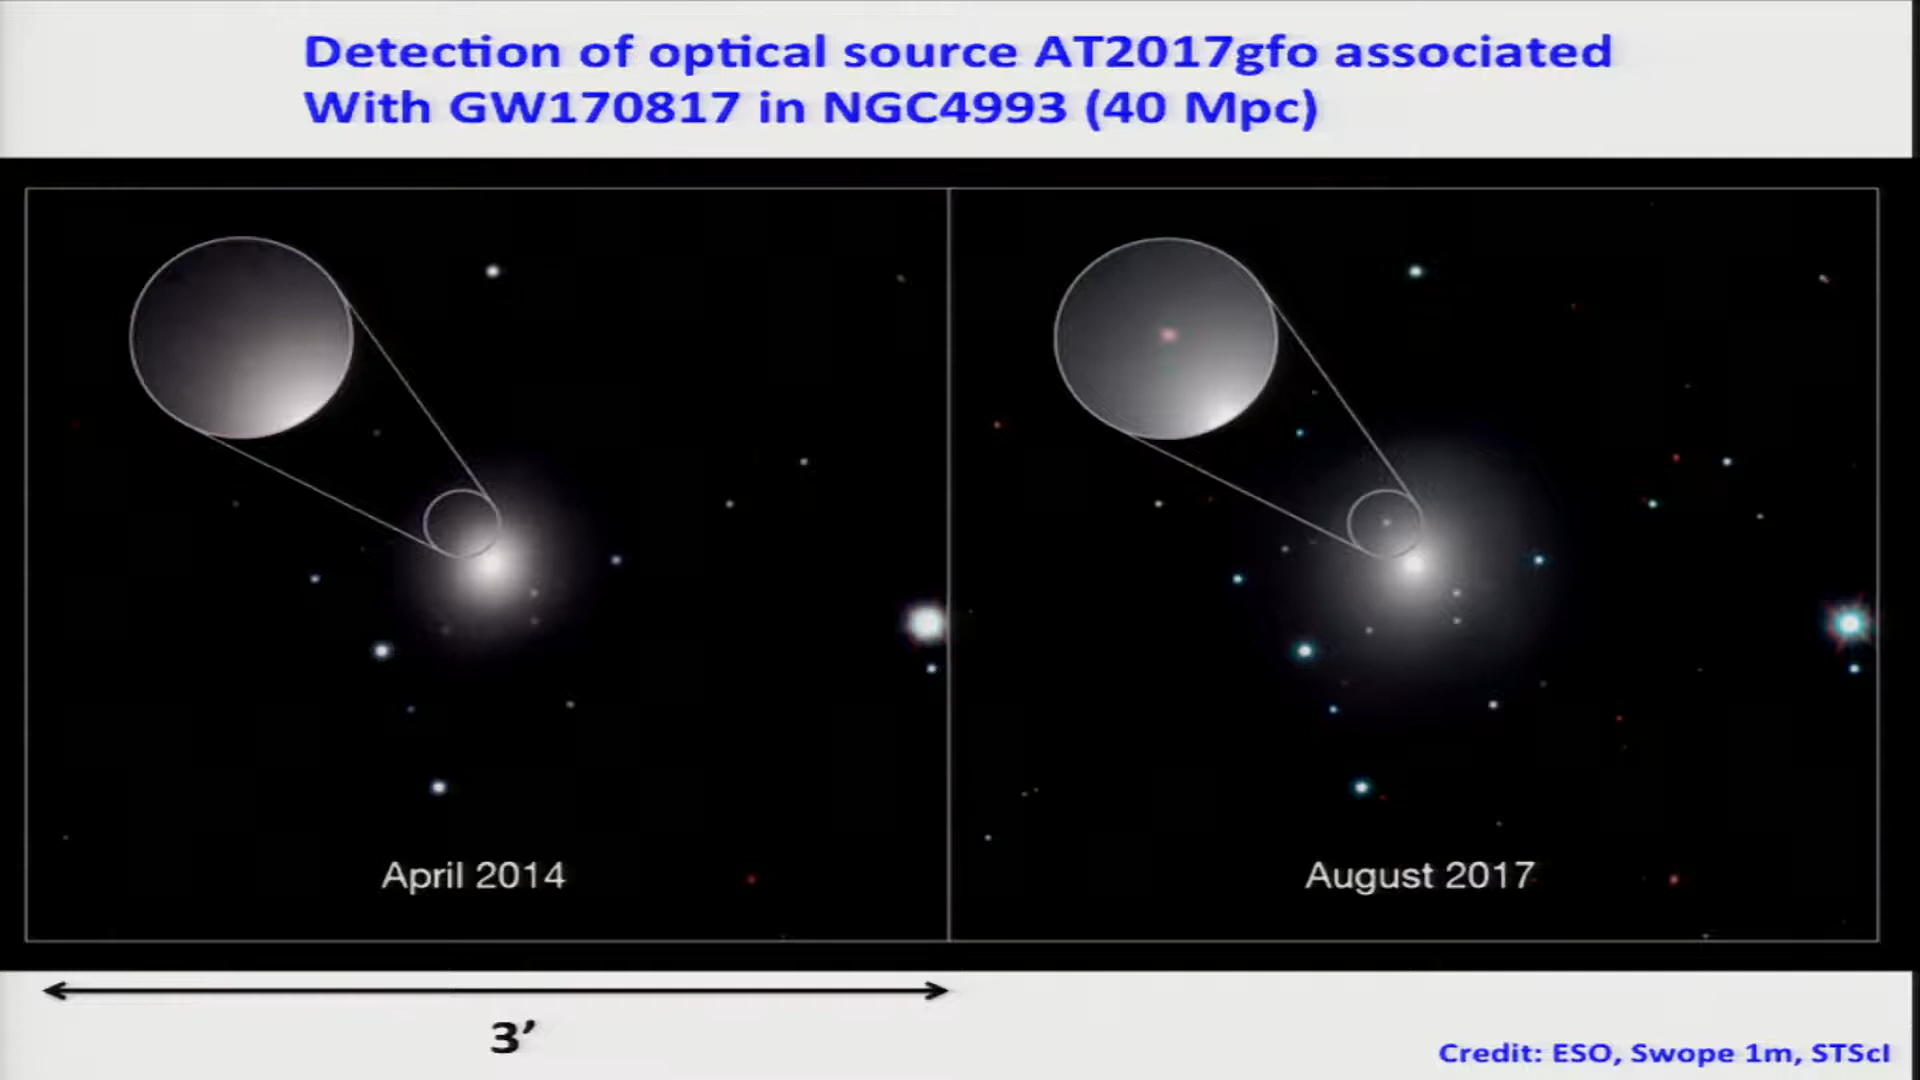 Detection of optical source AT2017gfo associated
With GW170817 in NGC4993 (40 Mpc)
April 2014
August 2017
3’
Credit: ESO, Swope 1m, STScI